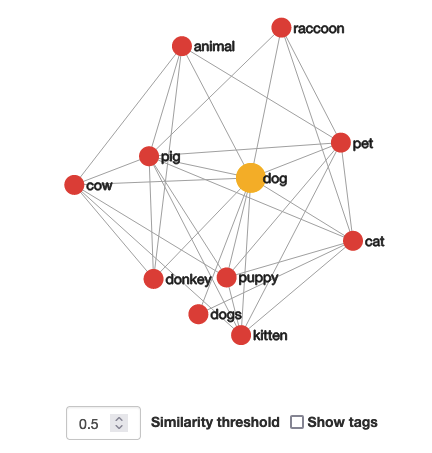 raccoon
animal
pet
pig
dog
cow
cat
donkey
puppy
dogs
kitten
0.5 Similarity threshold Show tags